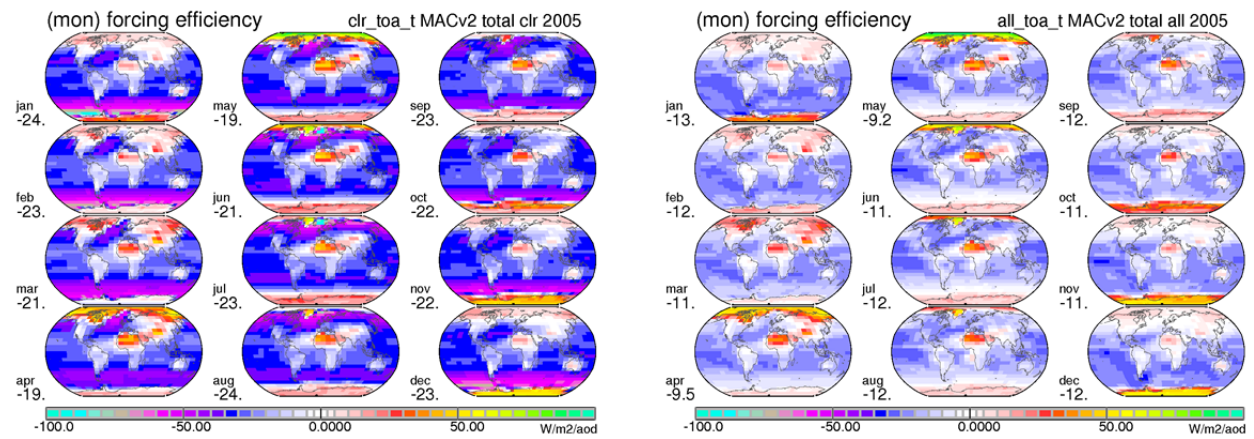 (mon) forcing efficiency
clr_toa_t MACv2 total clr 2005
jan
-24.
may
-19.
sep
-23.
feb
-23.
jun
-21.
oct
-22.
mar
-21.
jul
-23.
nov
-22.
apr
-19.
aug
-24.
dec
-23.
-100.0 -50.00 0.0000 50.00 W/m2/aod
(mon) forcing efficiency
all_toa_t MACv2 total all 2005
jan
-13.
may
-9.2
sep
-12.
feb
-12.
jun
-11.
oct
-11.
mar
-11.
jul
-12.
nov
-11.
apr
-9.5
aug
-12.
dec
-12.
-100.0 -50.00 0.0000 50.00 W/m2/aod